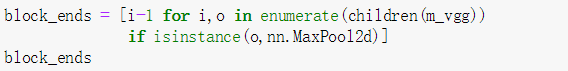 block_ends = [i-1 for i,o in enumerate(children(m_vgg))
if isinstance(o,nn.MaxPool2d)]
block_ends